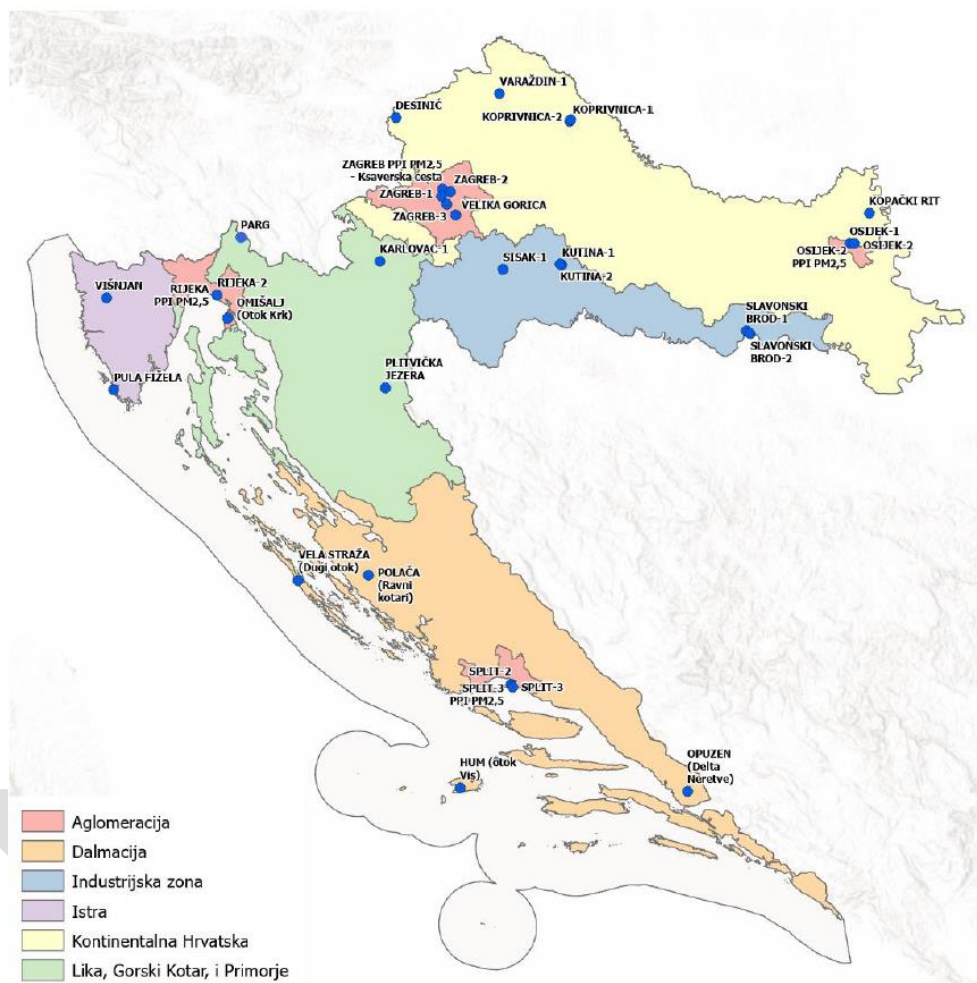 VARAŽDIN-1
DESINIĆ
KOPRIVNICA-1
KOPRIVNICA-2
ZAGREB PPI PM2,5
- Ksaverska cesta
ZAGREB-2
ZAGREB-1
VELIKA GORICA
ZAGREB-3
KOPAČKI RIT
OSIJEK-1
OSIJEK-2
OSIJEK-2
PPI PM2,5
PARG
KARLOVAC-1
SISAK-1
KUTINA-1
KUTINA-2
VIŠNJAN
RIJEKA
PPI PM2,5
RIJEKA-2
OMIŠALJ
(Otok Krk)
SLAVONSKI
BROD-1
SLAVONSKI
BROD-2
PULA FIŽELA
PLITVIČKA
JEZERA
VELA STRAŽA
(Dugi otok)
POLAČA
(Ravni
kotari)
SPLIT-2
SPLIT-3
PPI PM2,5
SPLIT-3
HUM (otok
Vis)
OPUZEN
(Delta
Neretve)
Aglomeracija
Dalmacija
Industrijska zona
Istra
Kontinentalna Hrvatska
Lika, Gorski Kotar, i Primorje